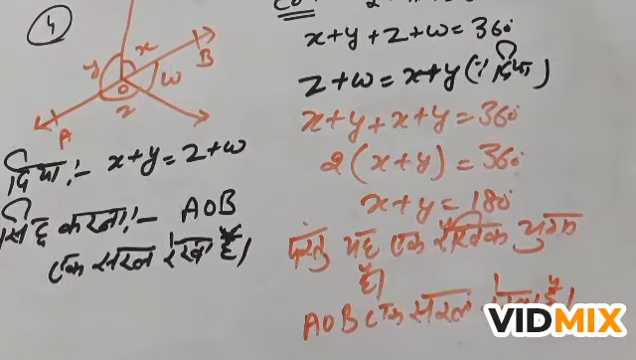 4
x
y
w
z
O
A
B
दिया:- x+y=z+w
सिद्ध करना:- AOB
एक सरल रेखा है।
x+y+z+w=360°
z+w=x+y (∵ दिया)
x+y+x+y=360°
2(x+y)=360°
x+y=180°
परंतु यह एक रैखिक युग्म
है।
AOB एक सरल रेखा है।
VIDMIX